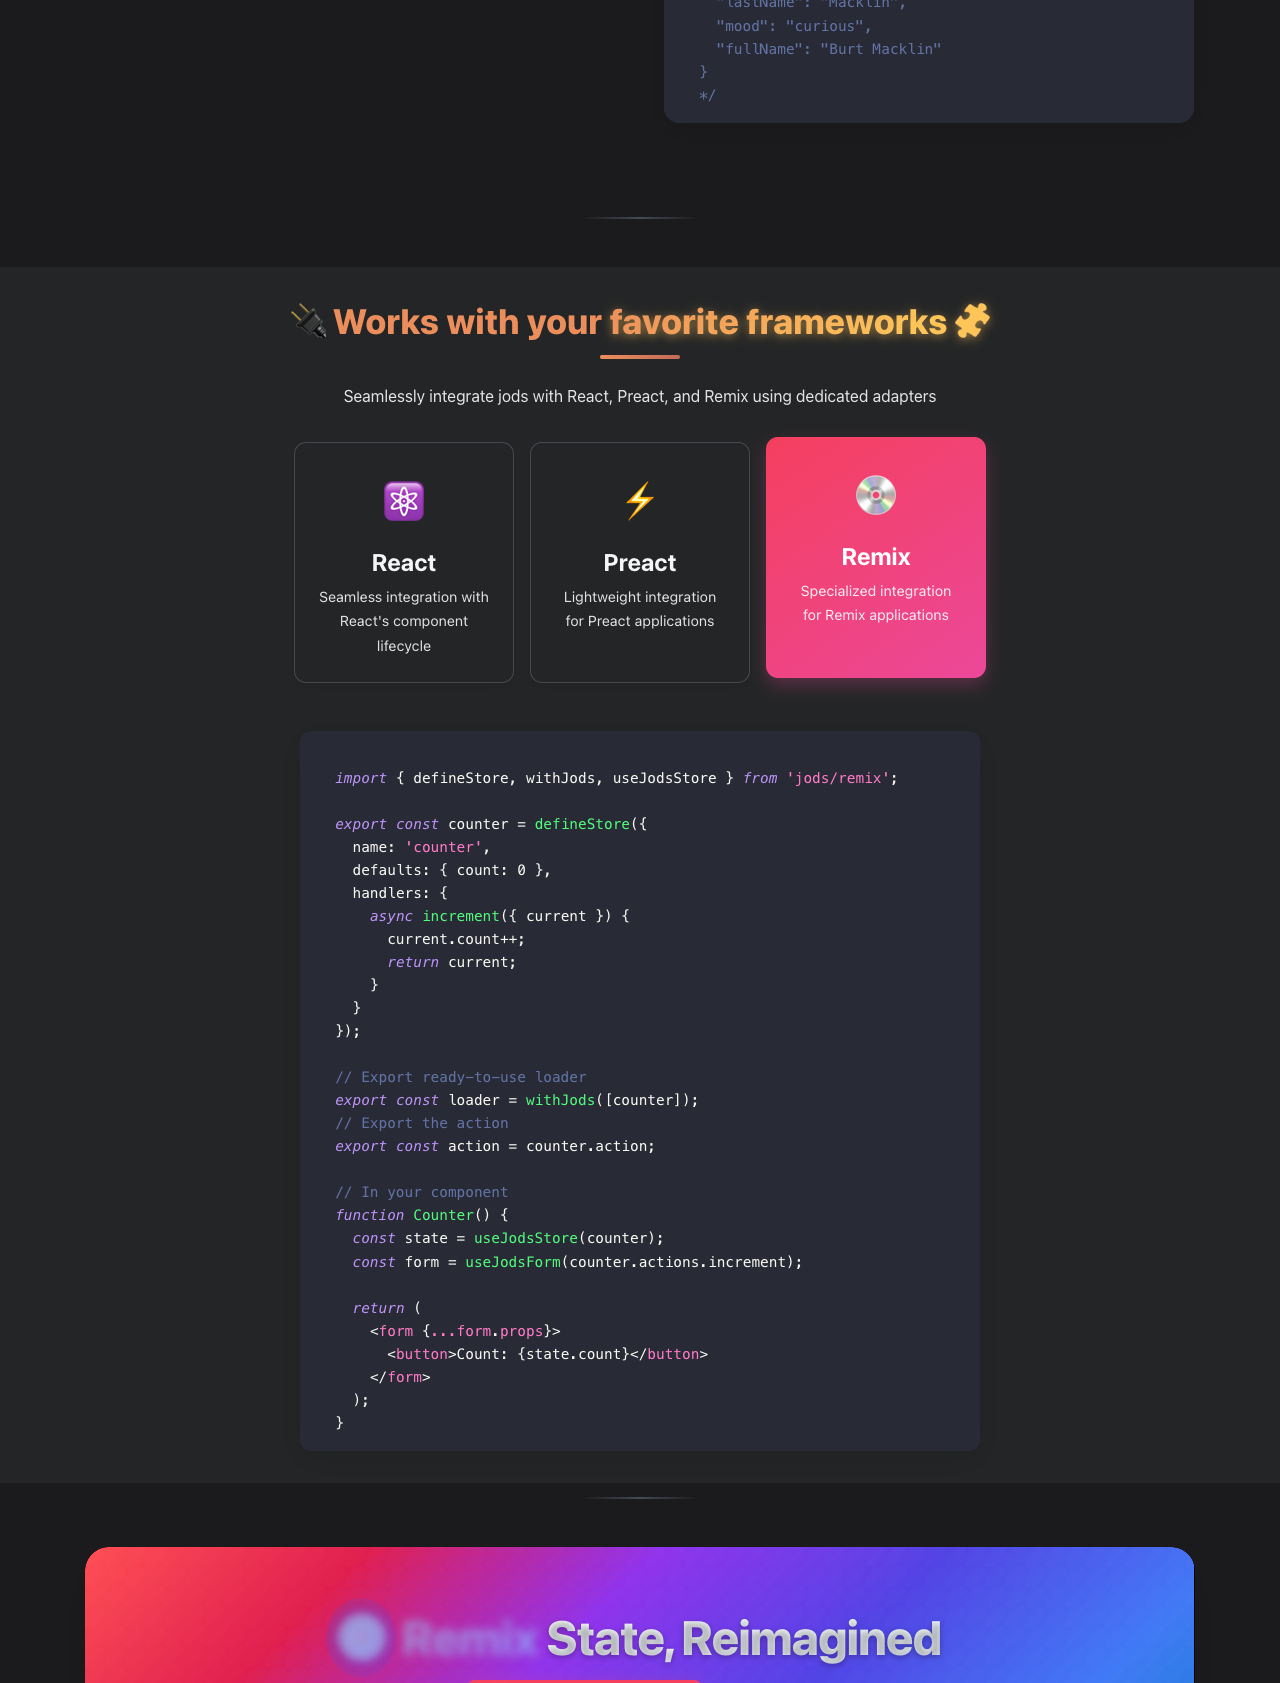 "lastName": "Macklin",
"mood": "curious",
"fullName": "Burt Macklin"
}
*/
Works with your favorite frameworks
Seamlessly integrate jods with React, Preact, and Remix using dedicated adapters
React
Seamless integration with
React's component
lifecycle
Preact
Lightweight integration
for Preact applications
Remix
Specialized integration
for Remix applications
import { defineStore, withJods, useJodsStore } from 'jods/remix';
export const counter = defineStore({
  name: 'counter',
  defaults: { count: 0 },
  handlers: {
    async increment({ current }) {
      current.count++;
      return current;
    }
  }
});
// Export ready-to-use loader
export const loader = withJods([counter]);
// Export the action
export const action = counter.action;
// In your component
function Counter() {
  const state = useJodsStore(counter);
  const form = useJodsForm(counter.actions.increment);
  return (
    <form {...form.props}>
      <button>Count: {state.count}</button>
    </form>
  );
}
Remix State, Reimagined